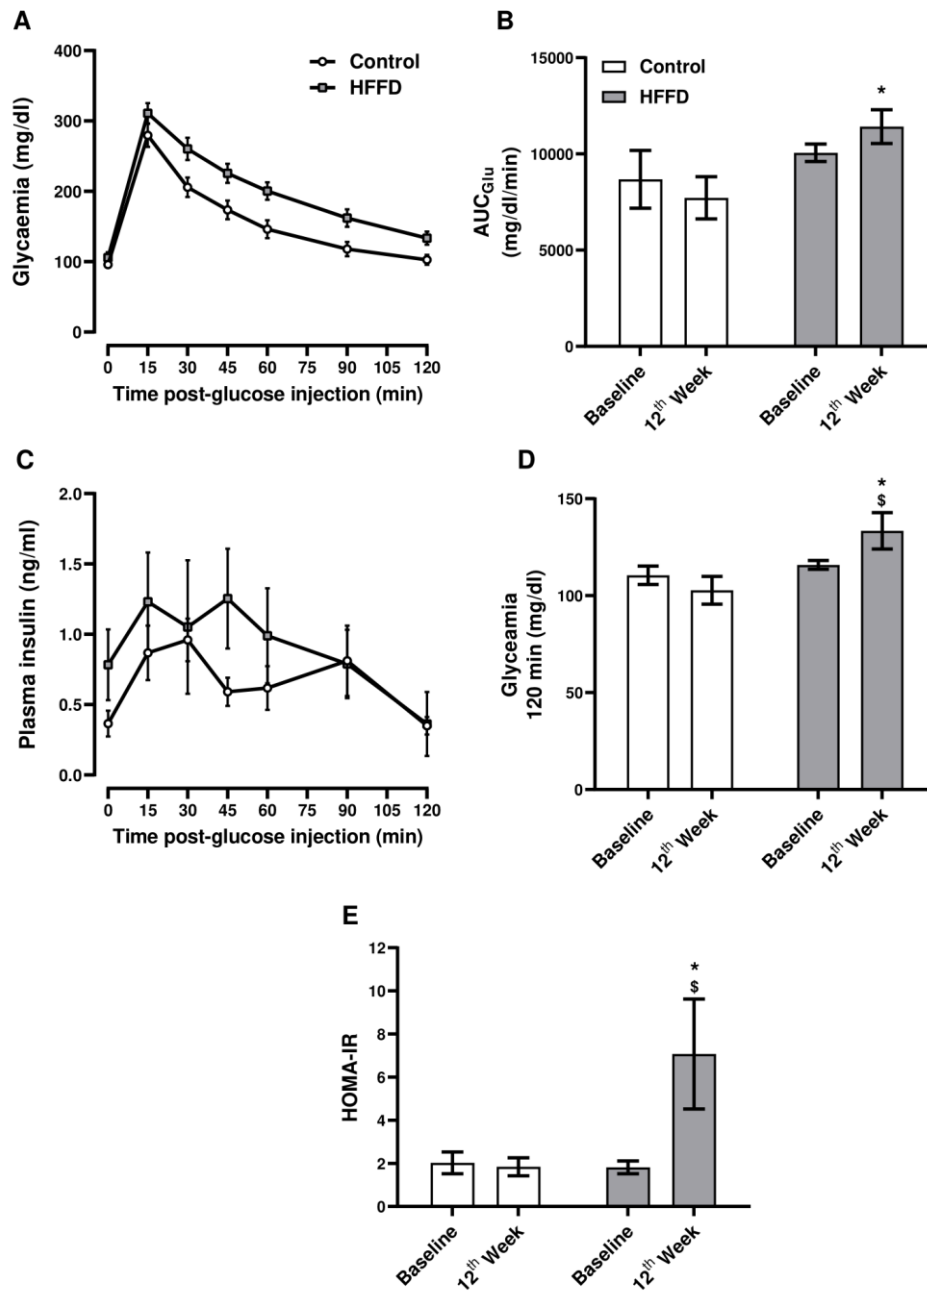 A
Glycaemia (mg/dl)
400
300
200
100
0
Control
HFFD
0 15 30 45 60 75 90 105 120
Time post-glucose injection (min)
B
AUCGlu
(mg/dl/min)
15000
10000
5000
0
Control
HFFD
*
Baseline
12th Week
Baseline
12th Week
C
Plasma insulin (ng/ml)
2.0
1.5
1.0
0.5
0.0
0 15 30 45 60 75 90 105 120
Time post-glucose injection (min)
D
Glyceamia
120 min (mg/dl)
150
100
50
0
*
$
Baseline
12th Week
Baseline
12th Week
E
HOMA-IR
12
10
8
6
4
2
0
*
$
Baseline
12th Week
Baseline
12th Week